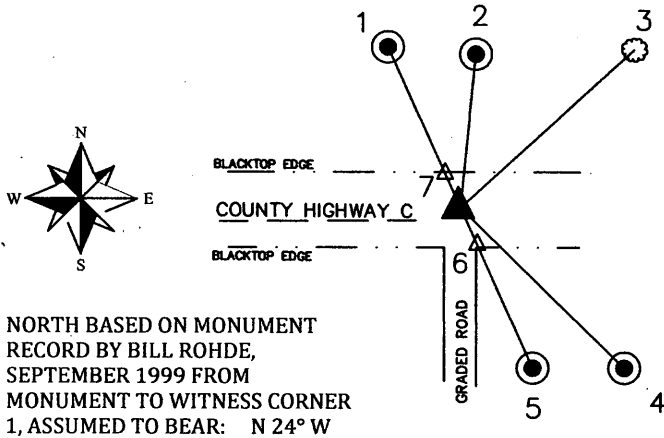 1
2
3
N
W
E
S
BLACKTOP EDGE
7
COUNTY HIGHWAY C
BLACKTOP EDGE
6
GRADED ROAD
NORTH BASED ON MONUMENT
RECORD BY BILL ROHDE,
SEPTEMBER 1999 FROM
MONUMENT TO WITNESS CORNER
1, ASSUMED TO BEAR: N 24° W
5
4